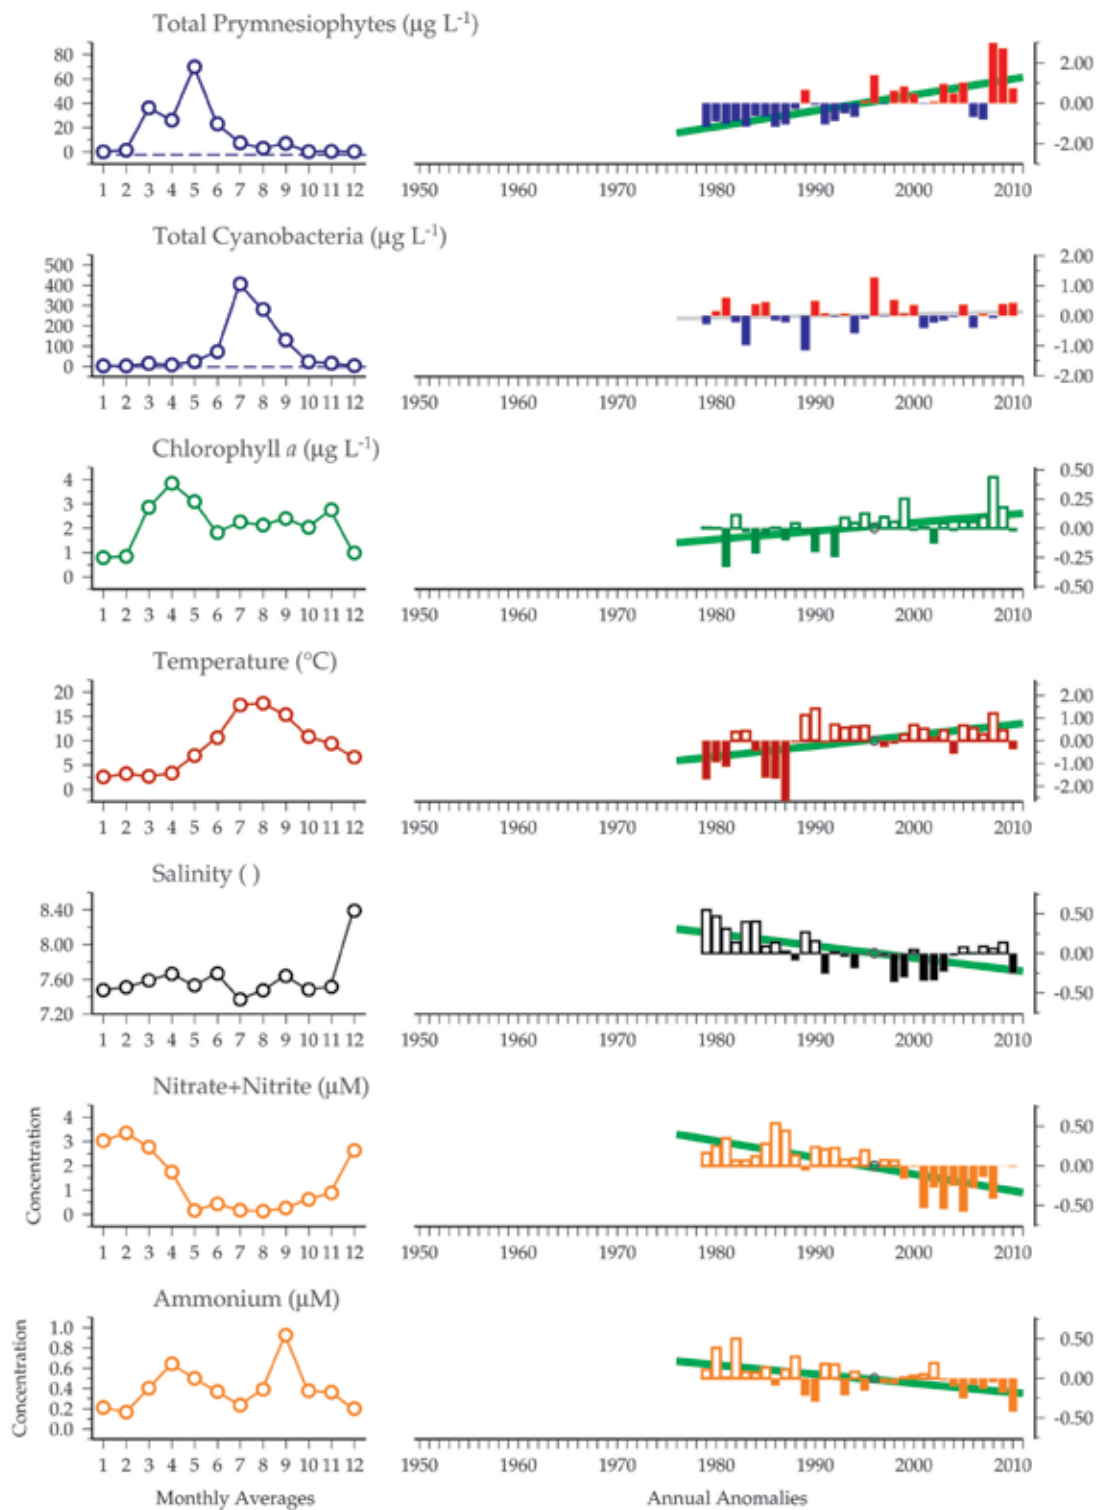 Total Prymnesiophytes (µg L⁻¹)
80
60
40
20
0
2.00
0.00
-2.00
1 2 3 4 5 6 7 8 9 10 11 12
1950 1960 1970 1980 1990 2000 2010
Total Cyanobacteria (µg L⁻¹)
500
400
300
200
100
0
2.00
1.00
0.00
-1.00
-2.00
1 2 3 4 5 6 7 8 9 10 11 12
1950 1960 1970 1980 1990 2000 2010
Chlorophyll a (µg L⁻¹)
4
3
2
1
0
0.50
0.25
0.00
-0.25
-0.50
1 2 3 4 5 6 7 8 9 10 11 12
1950 1960 1970 1980 1990 2000 2010
Temperature (°C)
20
15
10
5
0
2.00
1.00
0.00
-1.00
-2.00
1 2 3 4 5 6 7 8 9 10 11 12
1950 1960 1970 1980 1990 2000 2010
Salinity ( )
8.40
8.00
7.60
7.20
0.50
0.00
-0.50
1 2 3 4 5 6 7 8 9 10 11 12
1950 1960 1970 1980 1990 2000 2010
Nitrate+Nitrite (µM)
Concentration
4
3
2
1
0
0.50
0.00
-0.50
1 2 3 4 5 6 7 8 9 10 11 12
1950 1960 1970 1980 1990 2000 2010
Ammonium (µM)
Concentration
1.0
0.8
0.6
0.4
0.2
0.0
0.50
0.00
-0.50
1 2 3 4 5 6 7 8 9 10 11 12
1950 1960 1970 1980 1990 2000 2010
Monthly Averages
Annual Anomalies